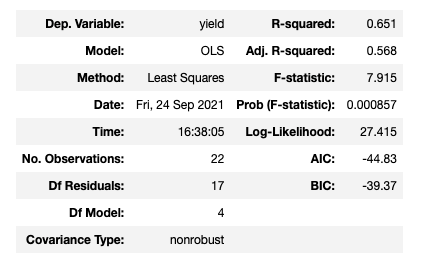 Dep. Variable: yield R-squared: 0.651
Model: OLS Adj. R-squared: 0.568
Method: Least Squares F-statistic: 7.915
Date: Fri, 24 Sep 2021 Prob (F-statistic): 0.000857
Time: 16:38:05 Log-Likelihood: 27.415
No. Observations: 22 AIC: -44.83
Df Residuals: 17 BIC: -39.37
Df Model: 4
Covariance Type: nonrobust